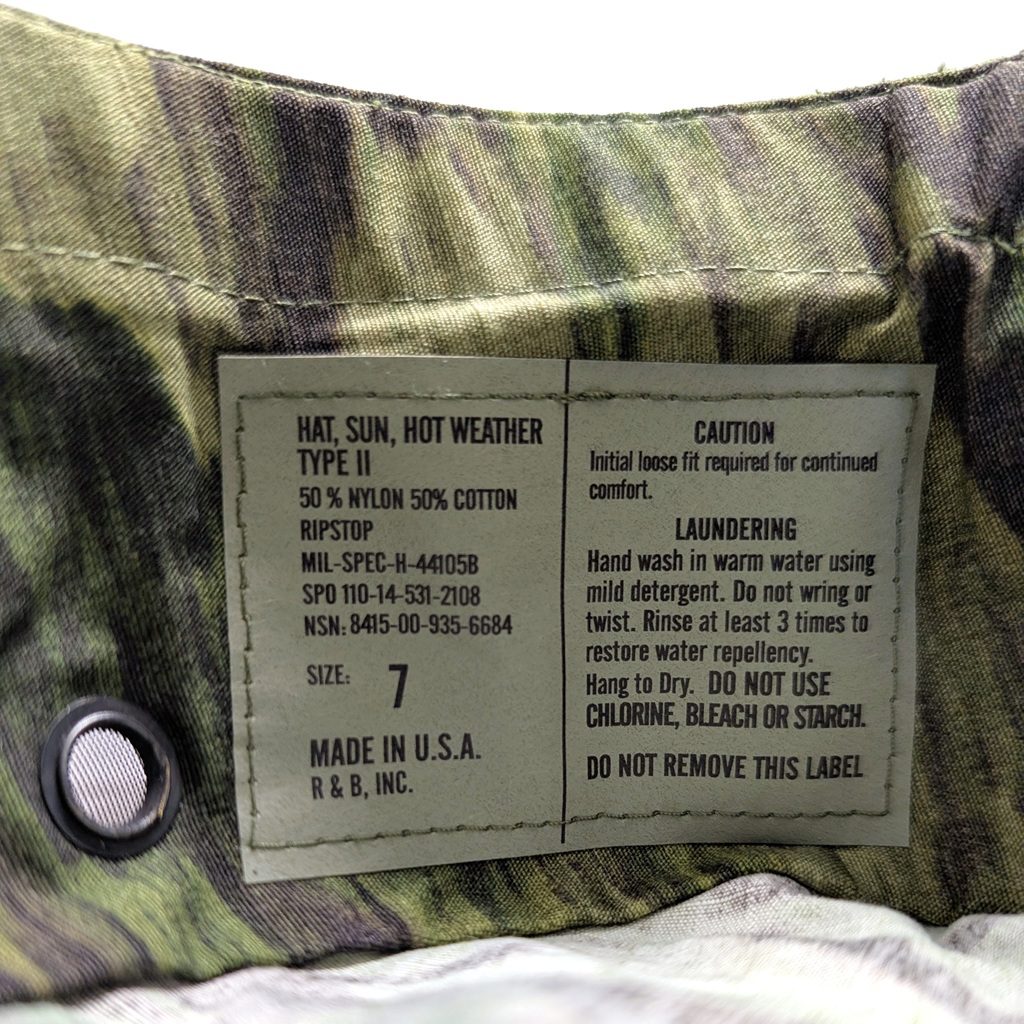 HAT, SUN, HOT WEATHER
TYPE II
50 % NYLON 50% COTTON
RIPSTOP
MIL-SPEC-H-44105B
SPO 110-14-531-2108
NSN: 8415-00-935-6684
SIZE: 7
MADE IN U.S.A.
R & B, INC.
CAUTION
Initial loose fit required for continued
comfort.
LAUNDERING
Hand wash in warm water using
mild detergent. Do not wring or
twist. Rinse at least 3 times to
restore water repellency.
Hang to Dry. DO NOT USE
CHLORINE, BLEACH OR STARCH.
DO NOT REMOVE THIS LABEL